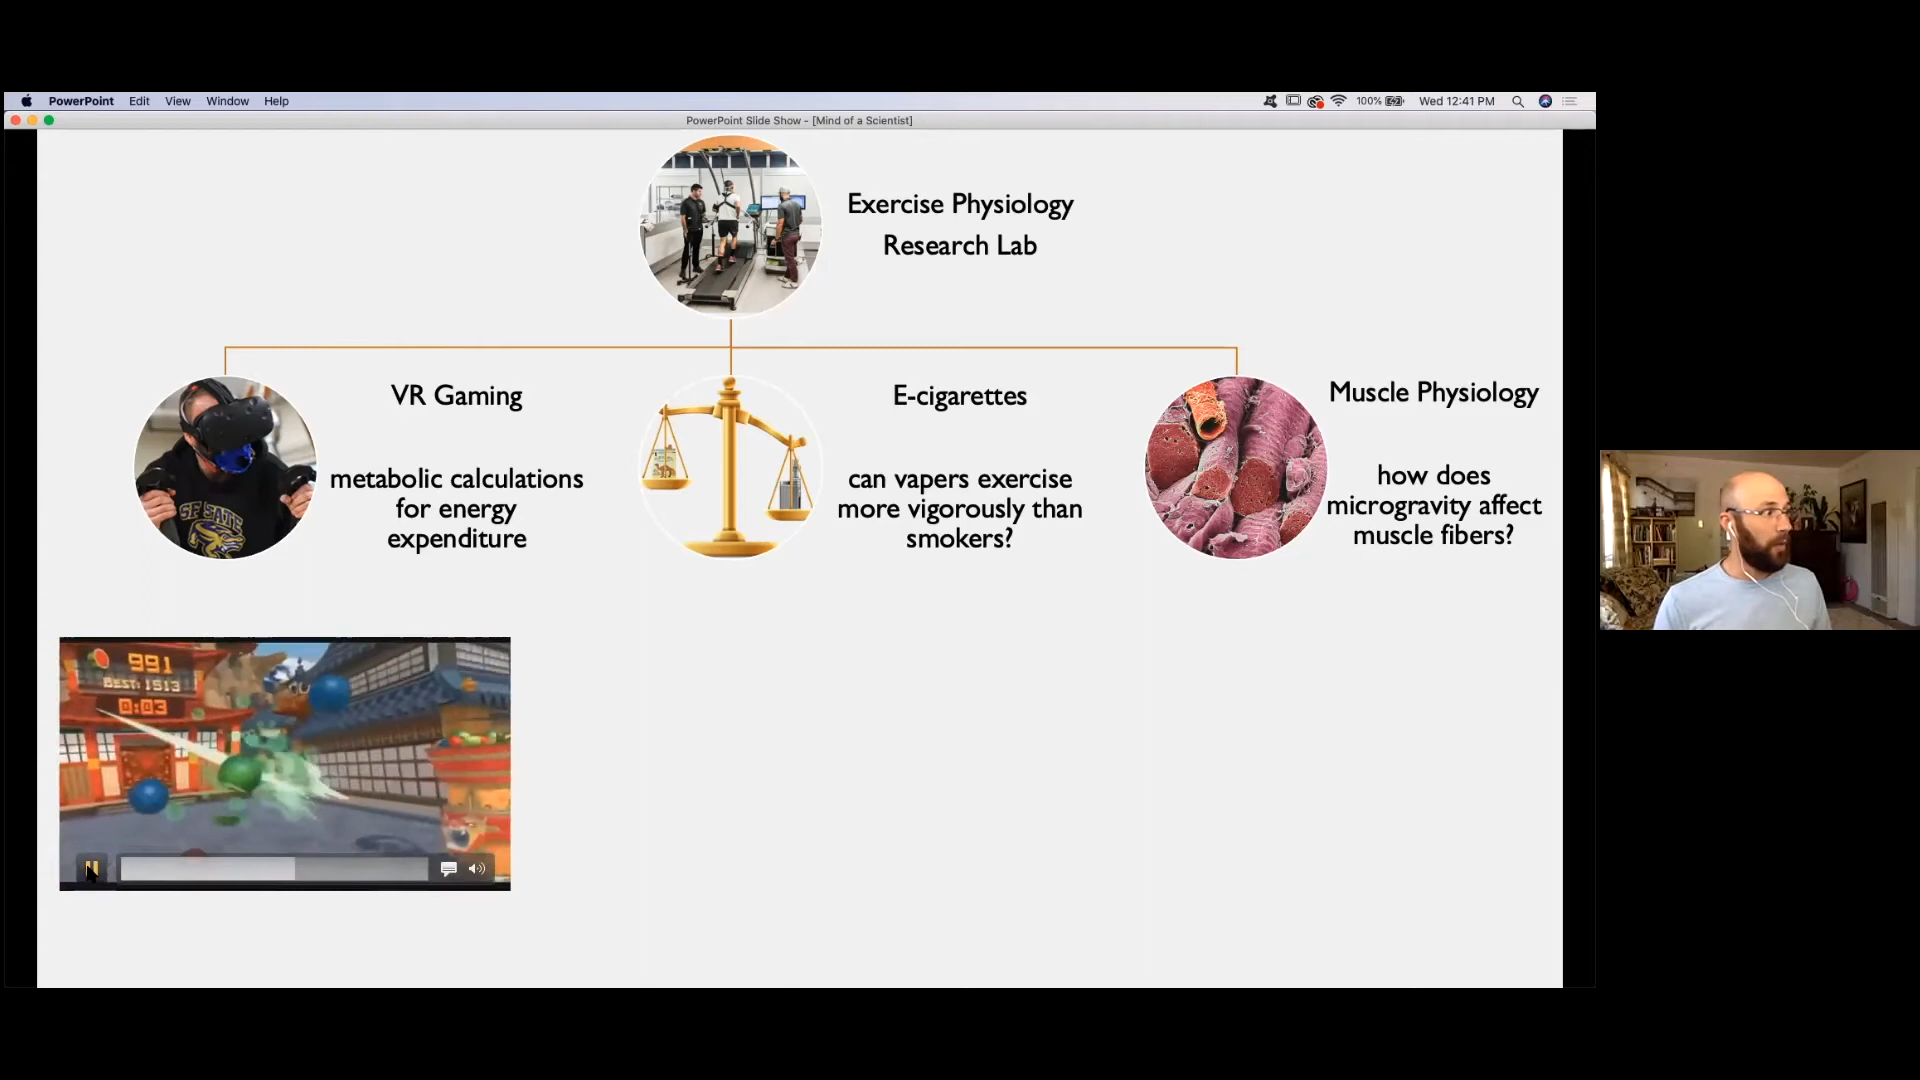 PowerPoint Edit View Window Help
100% Wed 12:41 PM
PowerPoint Slide Show - [Mind of a Scientist]
Exercise Physiology
Research Lab
VR Gaming
metabolic calculations
for energy
expenditure
SF STATE
E-cigarettes
can vapers exercise
more vigorously than
smokers?
Muscle Physiology
how does
microgravity affect
muscle fibers?
991
BEST: 1513
0:03